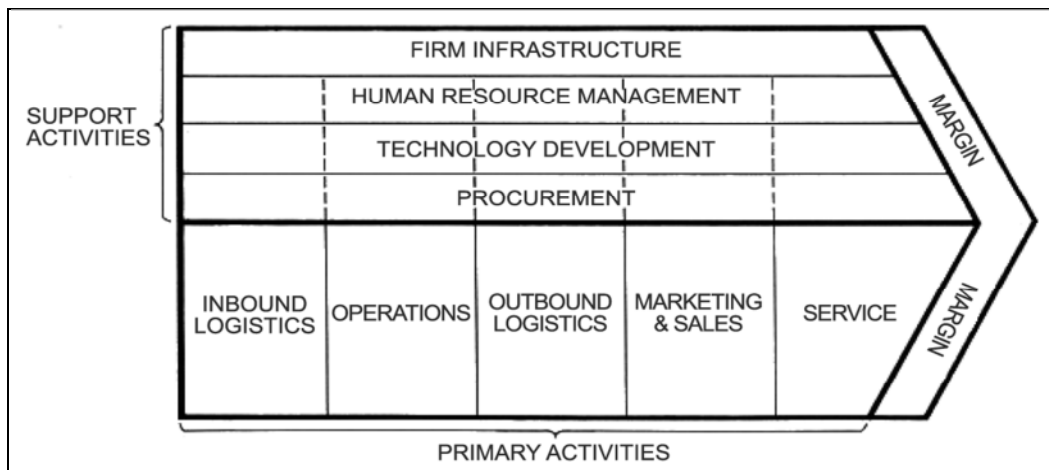 FIRM INFRASTRUCTURE
SUPPORT
ACTIVITIES
HUMAN RESOURCE MANAGEMENT
TECHNOLOGY DEVELOPMENT
PROCUREMENT
MARGIN
INBOUND
LOGISTICS
OPERATIONS
OUTBOUND
LOGISTICS
MARKETING
& SALES
SERVICE
MARGIN
PRIMARY ACTIVITIES